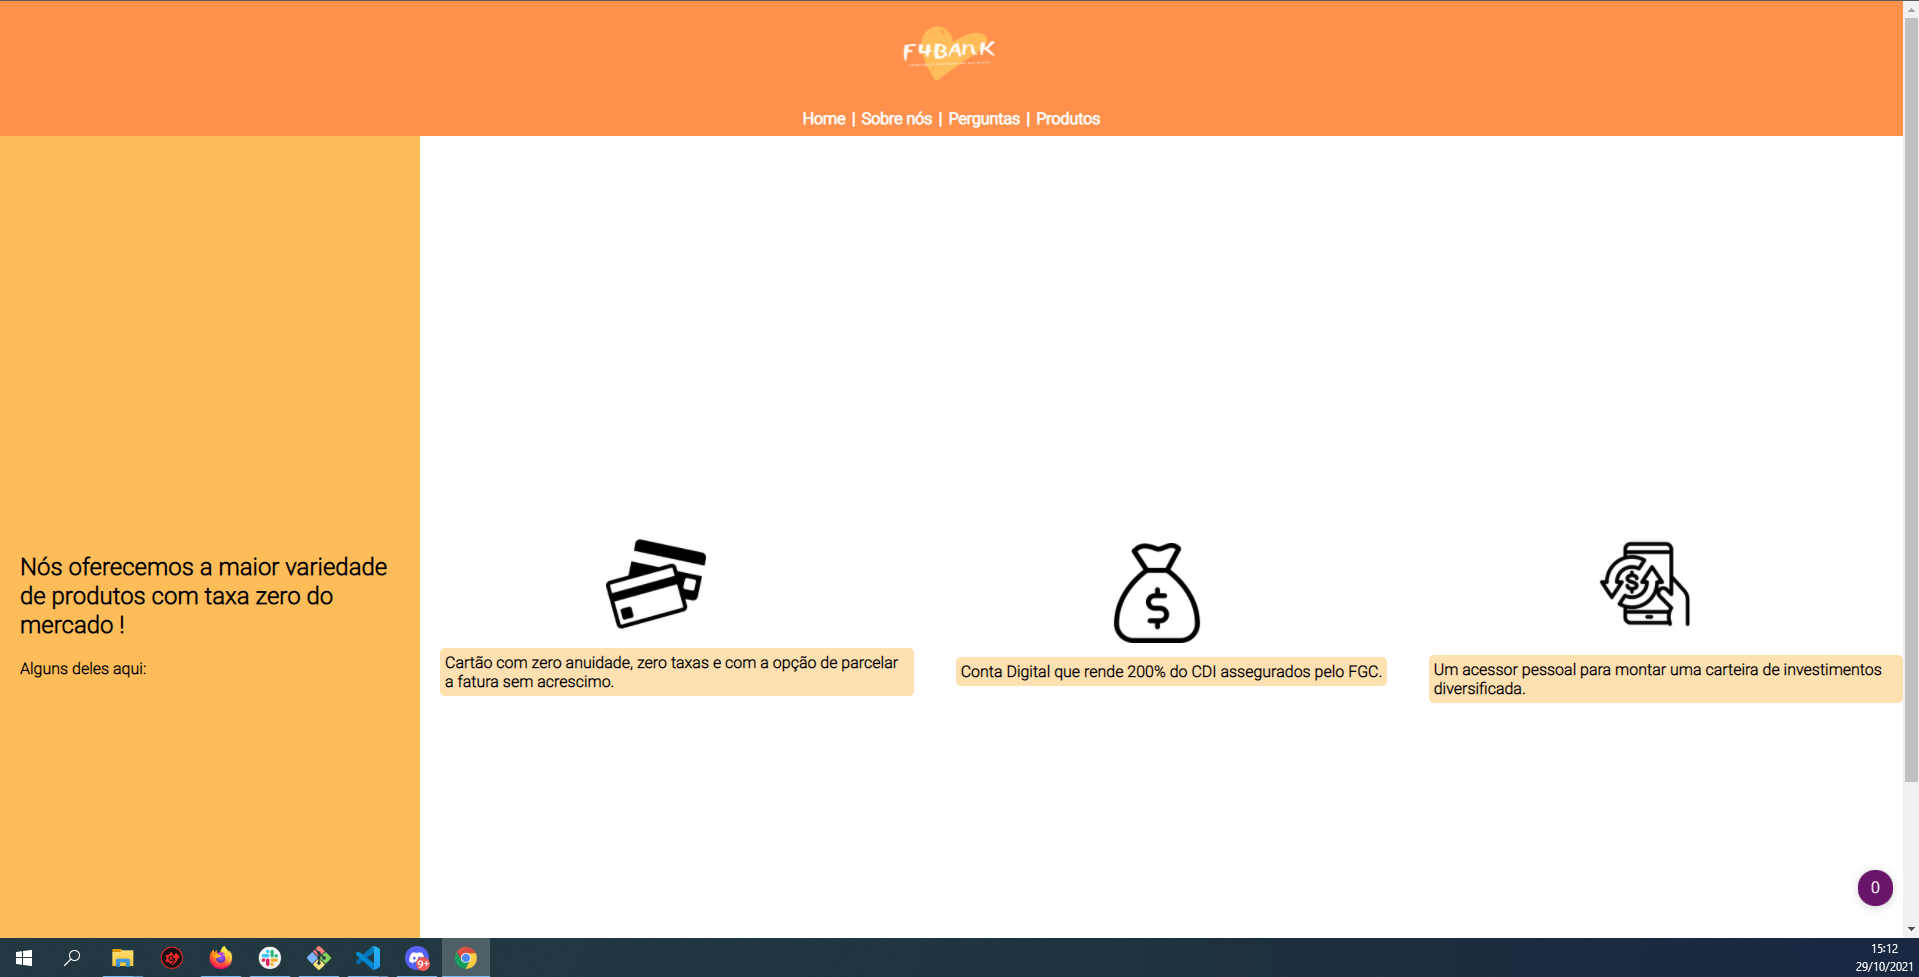 F4BANK
Home | Sobre nós | Perguntas | Produtos
Nós oferecemos a maior variedade
de produtos com taxa zero do
mercado !
Alguns deles aqui:
Cartão com zero anuidade, zero taxas e com a opção de parcelar
a fatura sem acrescimo.
Conta Digital que rende 200% do CDI assegurados pelo FGC.
Um acessor pessoal para montar uma carteira de investimentos
diversificada.
0
9+
15:12
29/10/2021